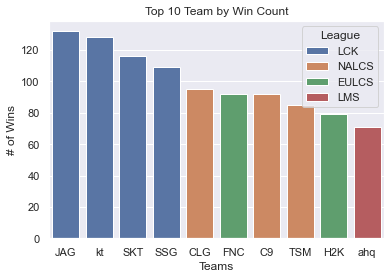 Top 10 Team by Win Count
League
LCK
NALCS
EULCS
LMS
# of Wins
120
100
80
60
40
20
0
JAG kt SKT SSG CLG FNC C9 TSM H2K ahq
Teams